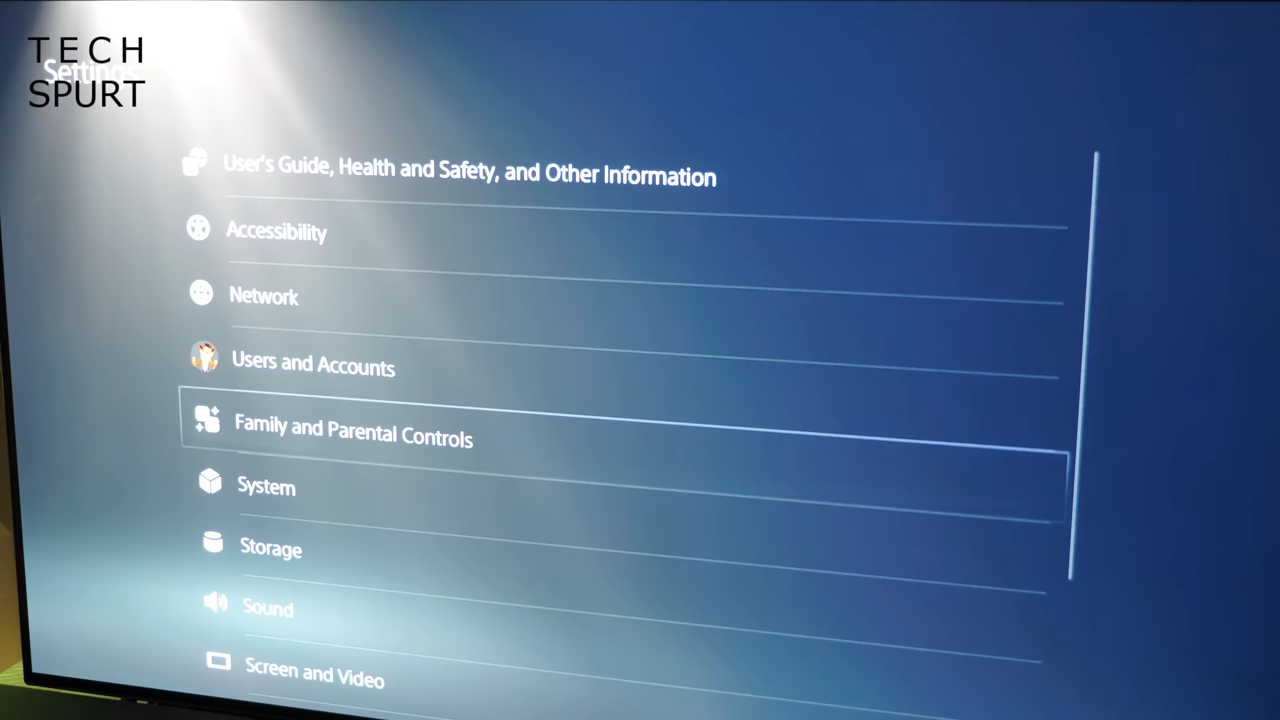 TECH
Settings
SPURT
User's Guide, Health and Safety, and Other Information
Accessibility
Network
Users and Accounts
Family and Parental Controls
System
Storage
Sound
Screen and Video